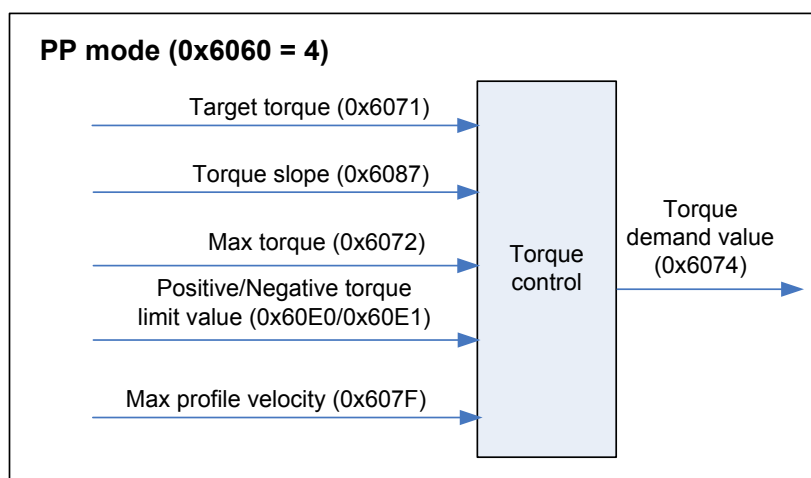 PP mode (0x6060 = 4)
Target torque (0x6071)
Torque slope (0x6087)
Max torque (0x6072)
Positive/Negative torque
limit value (0x60E0/0x60E1)
Max profile velocity (0x607F)
Torque
control
Torque
demand value
(0x6074)